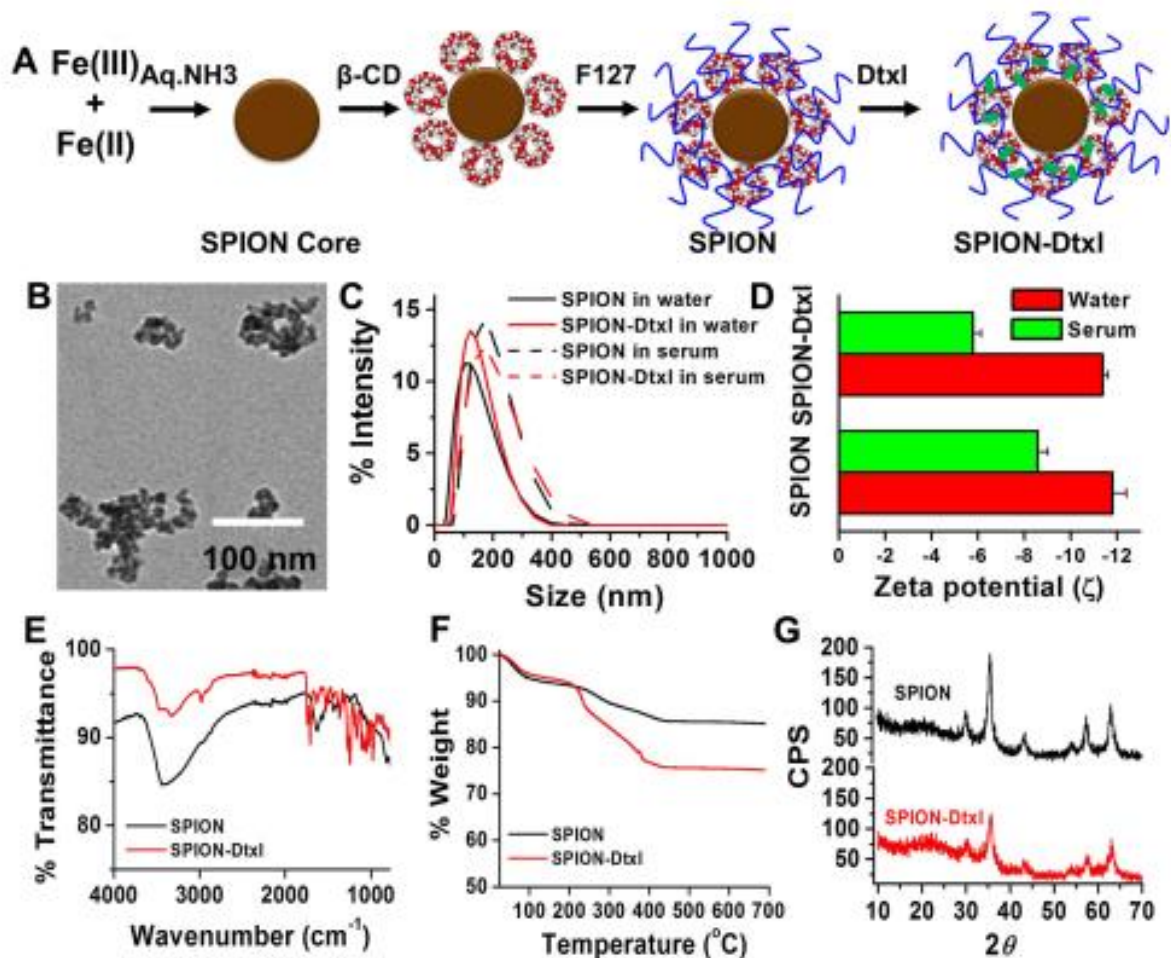 A
Fe(III)
+
Fe(II)
Aq.NH3
β-CD
F127
Dtxl
SPION Core
SPION
SPION-Dtxl
B
100 nm
C
% Intensity
15
10
5
0
SPION in water
SPION-Dtxl in water
SPION in serum
SPION-Dtxl in serum
0 200 400 600 800 1000
Size (nm)
D
SPION SPION-Dtxl
Water
Serum
0 -2 -4 -6 -8 -10 -12
Zeta potential (ζ)
E
% Transmittance
100
90
80
SPION
SPION-Dtxl
4000 3000 2000 1000
Wavenumber (cm-1)
F
% Weight
100
90
80
70
60
50
SPION
SPION-Dtxl
100 200 300 400 500 600 700
Temperature (oC)
G
CPS
200
150
100
50
SPION
200
150
100
50
SPION-Dtxl
10 20 30 40 50 60 70
2θ